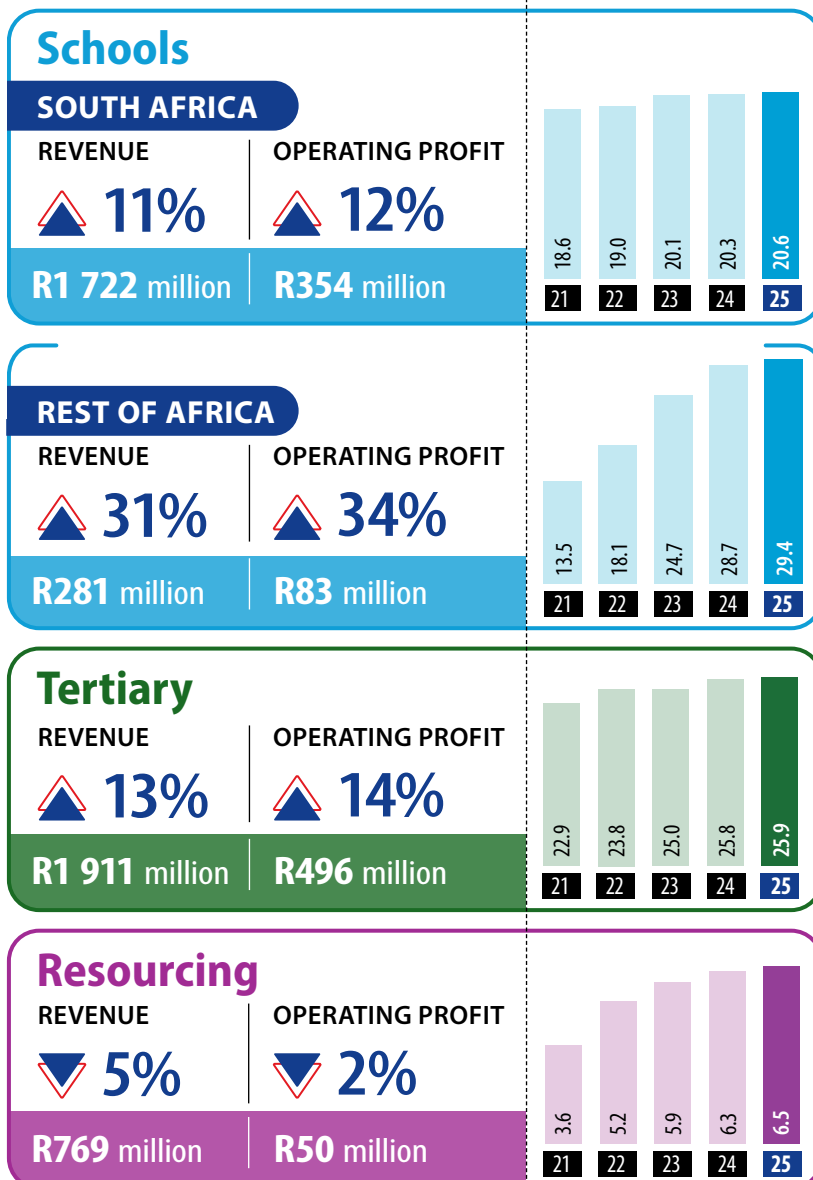 Schools
SOUTH AFRICA
REVENUE OPERATING PROFIT
11% 12%
R1 722 million R354 million
18.6 19.0 20.1 20.3 20.6
21 22 23 24 25
REST OF AFRICA
REVENUE OPERATING PROFIT
31% 34%
R281 million R83 million
13.5 18.1 24.7 28.7 29.4
21 22 23 24 25
Tertiary
REVENUE OPERATING PROFIT
13% 14%
R1 911 million R496 million
22.9 23.8 25.0 25.8 25.9
21 22 23 24 25
Resourcing
REVENUE OPERATING PROFIT
5% 2%
R769 million R50 million
3.6 5.2 5.9 6.3 6.5
21 22 23 24 25